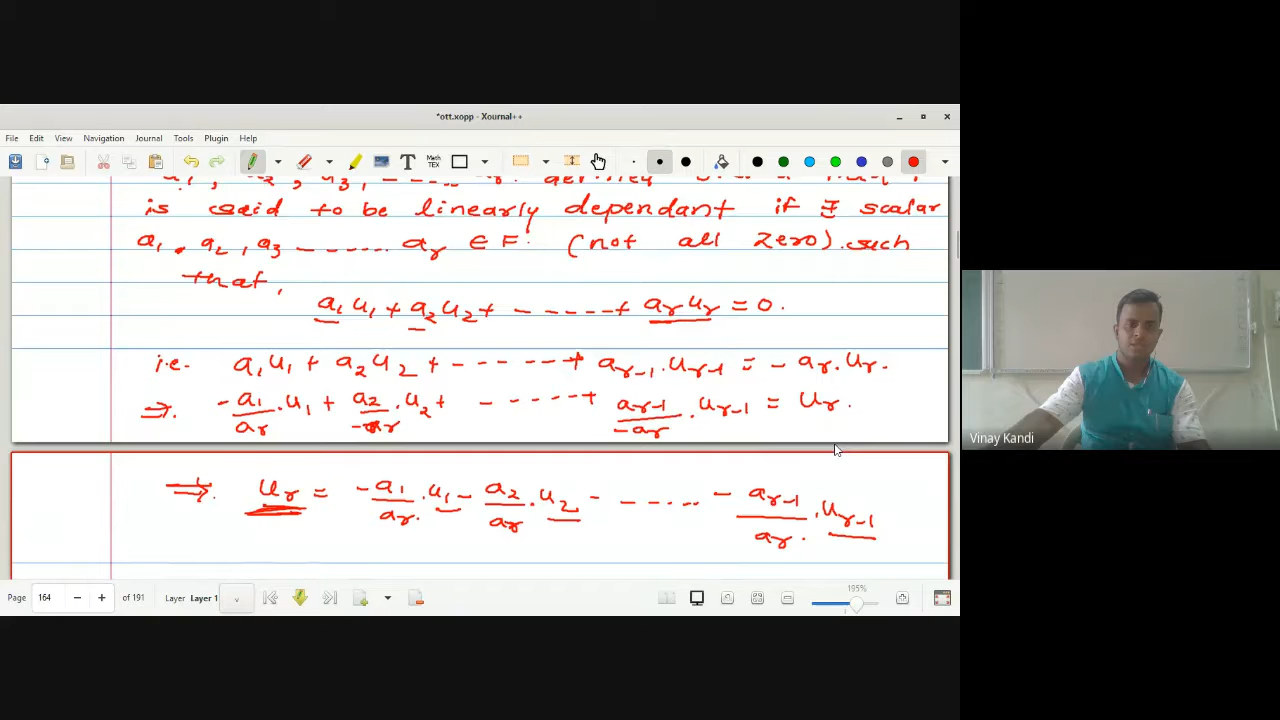 *ott.xopp - Xournal++
File Edit View Navigation Journal Tools Plugin Help
is said to be linearly dependant if ∃ scalar
a1, a2, a3 ------ ar ∈ F. (not all zero). such
that,
a1u1 + a2u2 + ------ + arur = 0.
i.e. a1u1 + a2u2 + ------ + ar-1.ur-1 = - ar.ur.
⇒. -a1/ar.u1 + a2/-ar.u2 + ------ + ar-1/-ar.ur-1 = ur.
⇒ ur = -a1/ar.u1 - a2/ar.u2 - ------ - ar-1/ar.ur-1
Vinay Kandi
Page 164 of 191 Layer Layer 1 195%